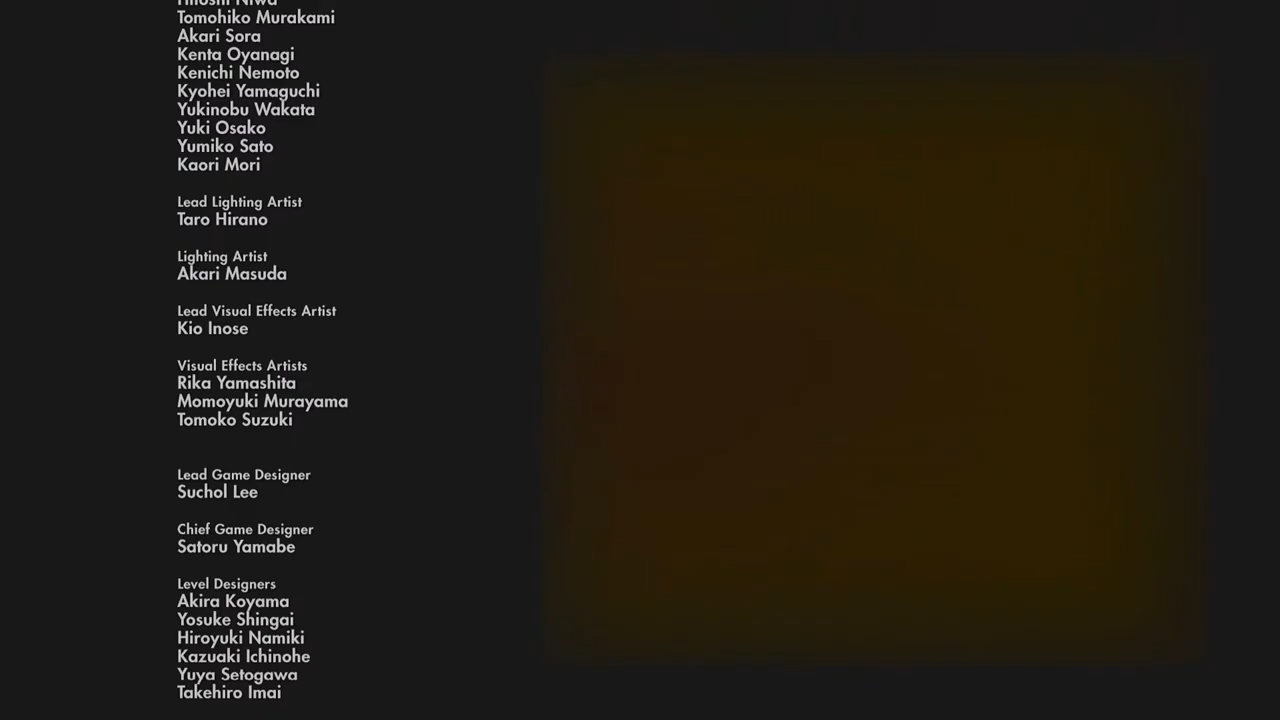 Hitoshi Niwa
Tomohiko Murakami
Akari Sora
Kenta Oyanagi
Kenichi Nemoto
Kyohei Yamaguchi
Yukinobu Wakata
Yuki Osako
Yumiko Sato
Kaori Mori
Lead Lighting Artist
Taro Hirano
Lighting Artist
Akari Masuda
Lead Visual Effects Artist
Kio Inose
Visual Effects Artists
Rika Yamashita
Momoyuki Murayama
Tomoko Suzuki
Lead Game Designer
Suchol Lee
Chief Game Designer
Satoru Yamabe
Level Designers
Akira Koyama
Yosuke Shingai
Hiroyuki Namiki
Kazuaki Ichinohe
Yuya Setogawa
Takehiro Imai